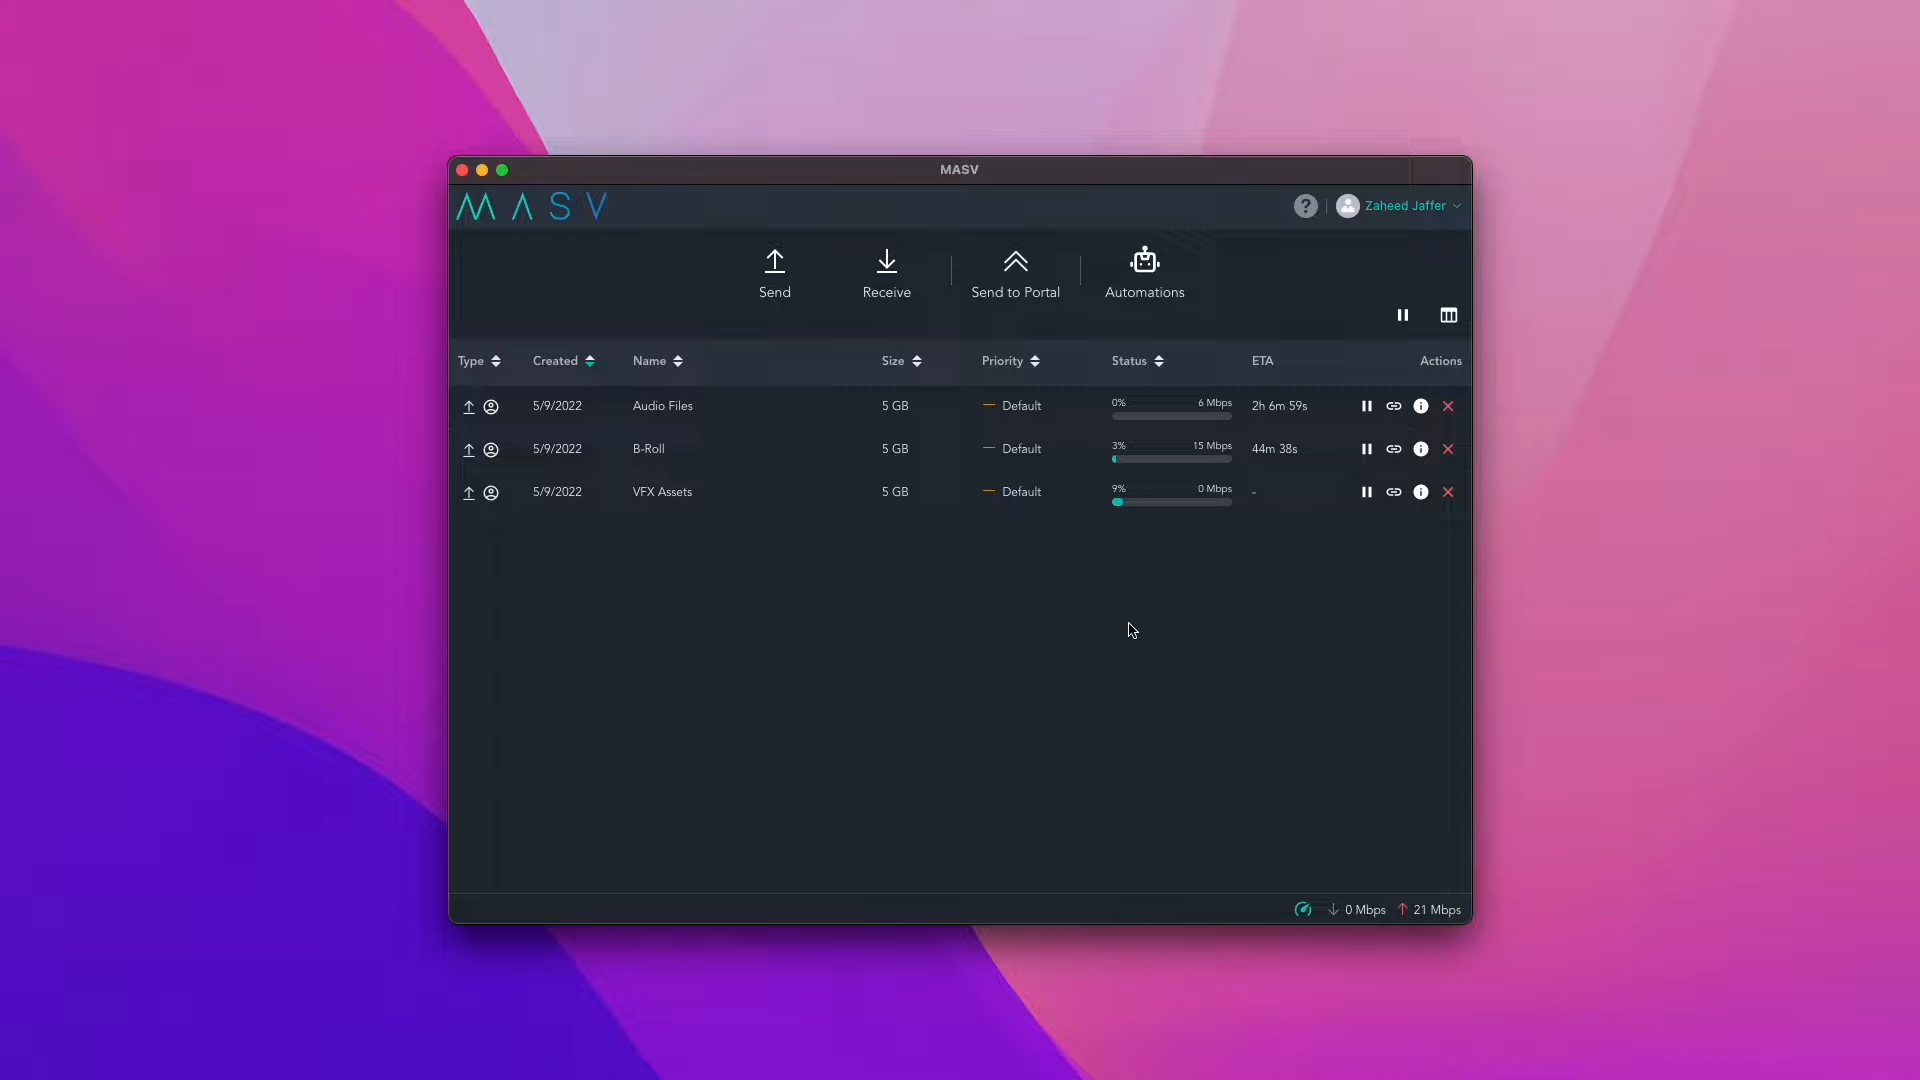 MASV
MASV
? Zaheed Jaffer
Send Receive Send to Portal Automations
Type Created Name Size Priority Status ETA Actions
5/9/2022 Audio Files 5 GB Default 0% 6 Mbps 2h 6m 59s
5/9/2022 B-Roll 5 GB Default 3% 15 Mbps 44m 38s
5/9/2022 VFX Assets 5 GB Default 9% 0 Mbps -
0 Mbps 21 Mbps